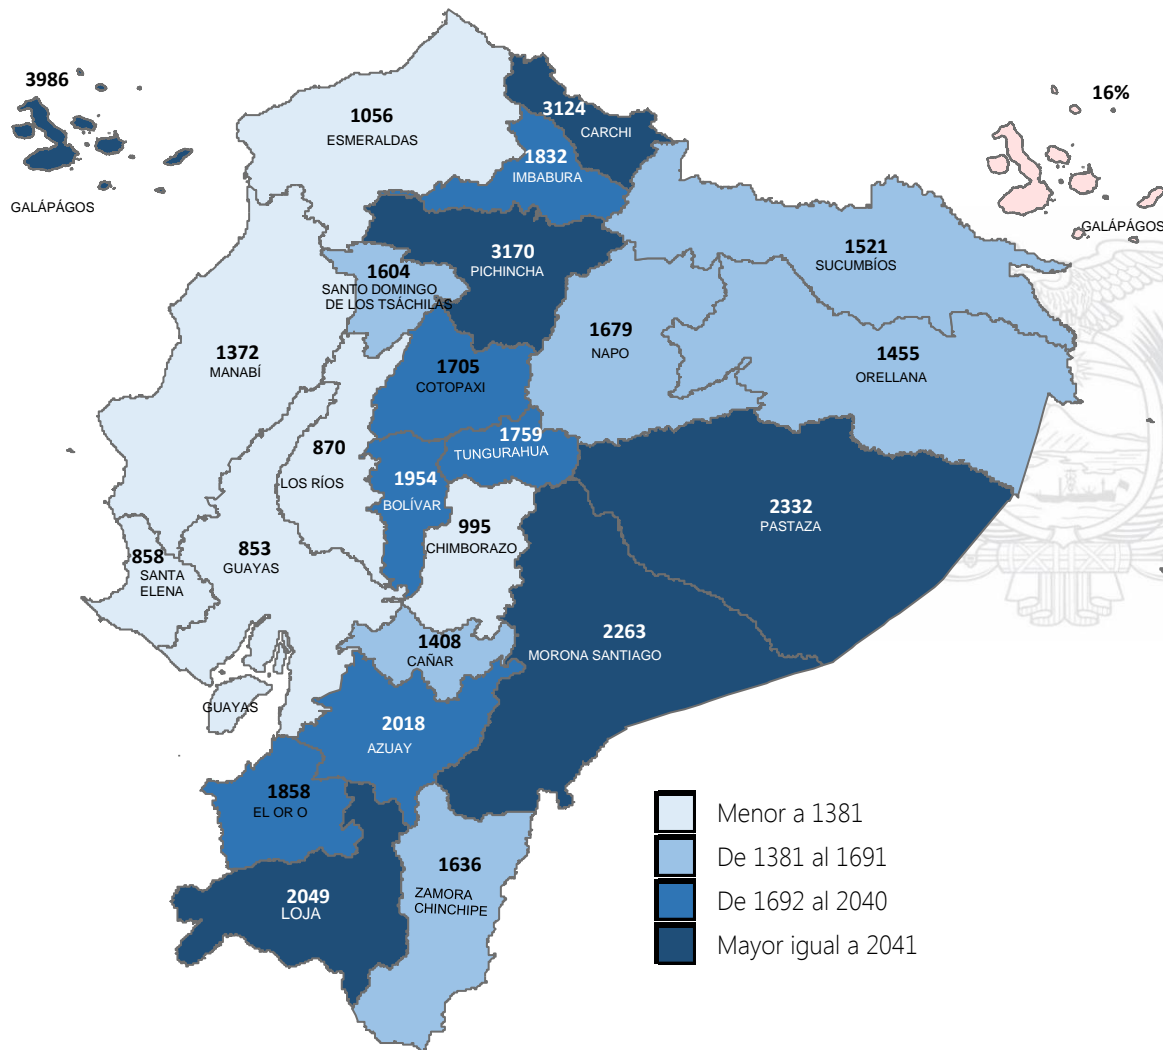 3986
GALÁPÁGOS
16%
GALÁPÁGOS
1056
ESMERALDAS
3124
CARCHI
1832
IMBABURA
3170
PICHINCHA
1521
SUCUMBÍOS
1604
SANTO DOMINGO
DE LOS TSÁCHILAS
1679
NAPO
1455
ORELLANA
1372
MANABÍ
1705
COTOPAXI
1759
TUNGURAHUA
870
LOS RÍOS
1954
BOLÍVAR
2332
PASTAZA
995
CHIMBORAZO
858
SANTA
ELENA
853
GUAYAS
2263
MORONA SANTIAGO
1408
CAÑAR
GUAYAS
2018
AZUAY
1858
EL OR O
1636
ZAMORA
CHINCHIPE
2049
LOJA
Menor a 1381
De 1381 al 1691
De 1692 al 2040
Mayor igual a 2041